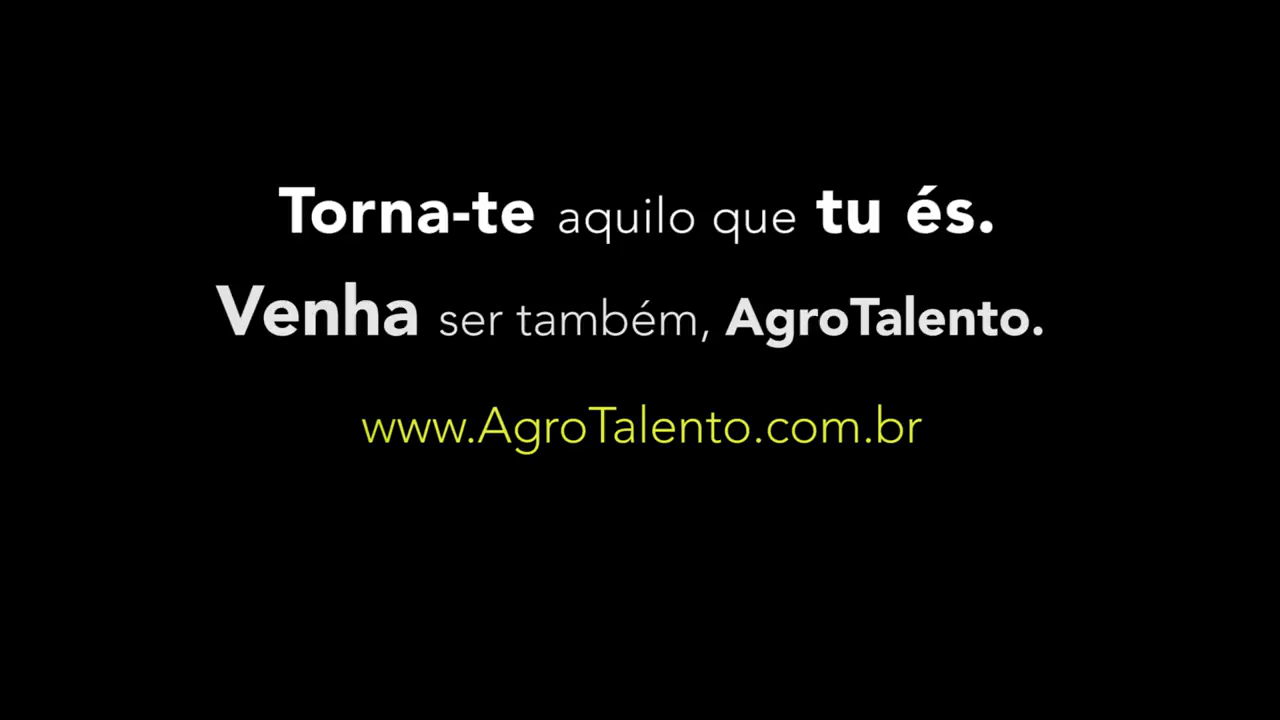 Torna-te aquilo que tu és.
Venha ser também, AgroTalento.
www.AgroTalento.com.br